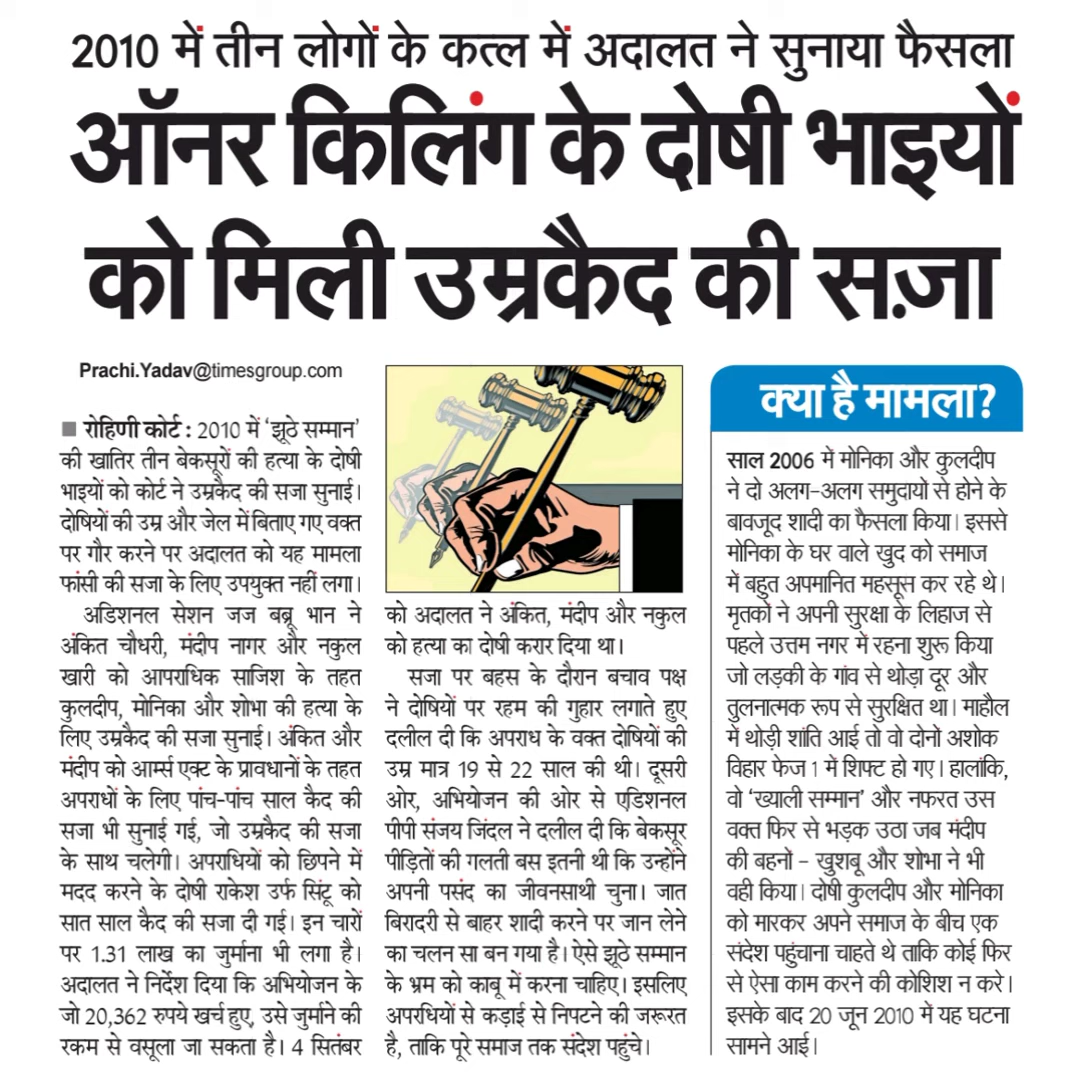 2010 में तीन लोगों के कत्ल में अदालत ने सुनाया फैसला
ऑनर किलिंग के दोषी भाइयों
को मिली उम्रकैद की सज़ा
Prachi.Yadav@timesgroup.com
■ रोहिणी कोर्ट : 2010 में ‘झूठे सम्मान’
की खातिर तीन बेकसूरों की हत्या के दोषी
भाइयों को कोर्ट ने उम्रकैद की सजा सुनाई।
दोषियों की उम्र और जेल में बिताए गए वक्त
पर गौर करने पर अदालत को यह मामला
फांसी की सजा के लिए उपयुक्त नहीं लगा।
अडिशनल सेशन जज बब्रू भान ने
अंकित चौधरी, मंदीप नागर और नकुल
खारी को आपराधिक साजिश के तहत
कुलदीप, मोनिका और शोभा की हत्या के
लिए उम्रकैद की सजा सुनाई। अंकित और
मंदीप को आर्म्स एक्ट के प्रावधानों के तहत
अपराधों के लिए पांच-पांच साल कैद की
सजा भी सुनाई गई, जो उम्रकैद की सजा
के साथ चलेगी। अपराधियों को छिपने में
मदद करने के दोषी राकेश उर्फ सिंटू को
सात साल कैद की सजा दी गई। इन चारों
पर 1.31 लाख का जुर्माना भी लगा है।
अदालत ने निर्देश दिया कि अभियोजन के
जो 20,362 रुपये खर्च हुए, उसे जुर्माने की
रकम से वसूला जा सकता है। 4 सितंबर
को अदालत ने अंकित, मंदीप और नकुल
को हत्या का दोषी करार दिया था।
सजा पर बहस के दौरान बचाव पक्ष
ने दोषियों पर रहम की गुहार लगाते हुए
दलील दी कि अपराध के वक्त दोषियों की
उम्र मात्र 19 से 22 साल की थी। दूसरी
ओर, अभियोजन की ओर से एडिशनल
पीपी संजय जिंदल ने दलील दी कि बेकसूर
पीड़ितों की गलती बस इतनी थी कि उन्होंने
अपनी पसंद का जीवनसाथी चुना। जात
बिरादरी से बाहर शादी करने पर जान लेने
का चलन सा बन गया है। ऐसे झूठे सम्मान
के भ्रम को काबू में करना चाहिए। इसलिए
अपरधियों से कड़ाई से निपटने की जरूरत
है, ताकि पूरे समाज तक संदेश पहुंचे।
क्या है मामला?
साल 2006 में मोनिका और कुलदीप
ने दो अलग-अलग समुदायों से होने के
बावजूद शादी का फैसला किया। इससे
मोनिका के घर वाले खुद को समाज
में बहुत अपमानित महसूस कर रहे थे।
मृतकों ने अपनी सुरक्षा के लिहाज से
पहले उत्तम नगर में रहना शुरू किया
जो लड़की के गांव से थोड़ा दूर और
तुलनात्मक रूप से सुरक्षित था। माहौल
में थोड़ी शांति आई तो वो दोनों अशोक
विहार फेज 1 में शिफ्ट हो गए। हालांकि,
वो ‘ख्याली सम्मान’ और नफरत उस
वक्त फिर से भड़क उठा जब मंदीप
की बहनों - खुशबू और शोभा ने भी
वही किया। दोषी कुलदीप और मोनिका
को मारकर अपने समाज के बीच एक
संदेश पहुंचाना चाहते थे ताकि कोई फिर
से ऐसा काम करने की कोशिश न करे।
इसके बाद 20 जून 2010 में यह घटना
सामने आई।